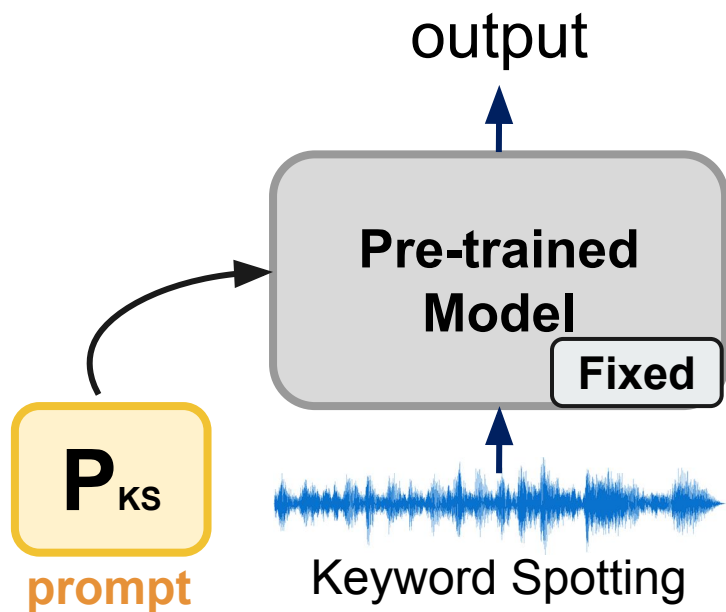 output
Pre-trained
Model
Fixed
P KS
prompt
Keyword Spotting